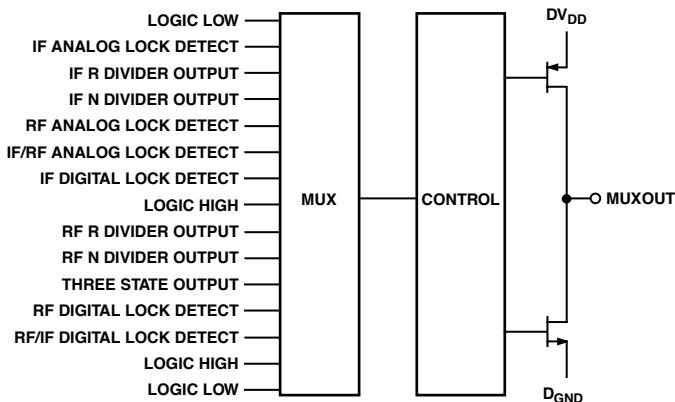 LOGIC LOW
IF ANALOG LOCK DETECT
IF R DIVIDER OUTPUT
IF N DIVIDER OUTPUT
RF ANALOG LOCK DETECT
IF/RF ANALOG LOCK DETECT
IF DIGITAL LOCK DETECT
LOGIC HIGH
RF R DIVIDER OUTPUT
RF N DIVIDER OUTPUT
THREE STATE OUTPUT
RF DIGITAL LOCK DETECT
RF/IF DIGITAL LOCK DETECT
LOGIC HIGH
LOGIC LOW
MUX
CONTROL
DVDD
MUXOUT
DGND